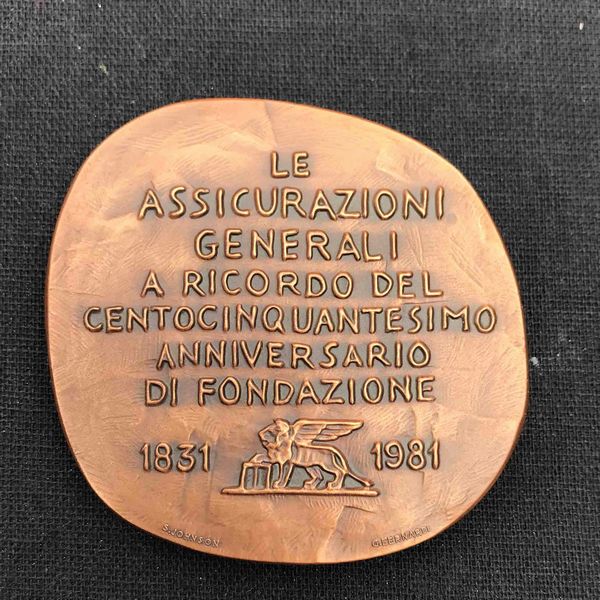 LE
ASSICURAZIONI
GENERALI
A RICORDO DEL
CENTOCINQUANTESIMO
ANNIVERSARIO
DI FONDAZIONE
1831 1981
S.JOHNSON